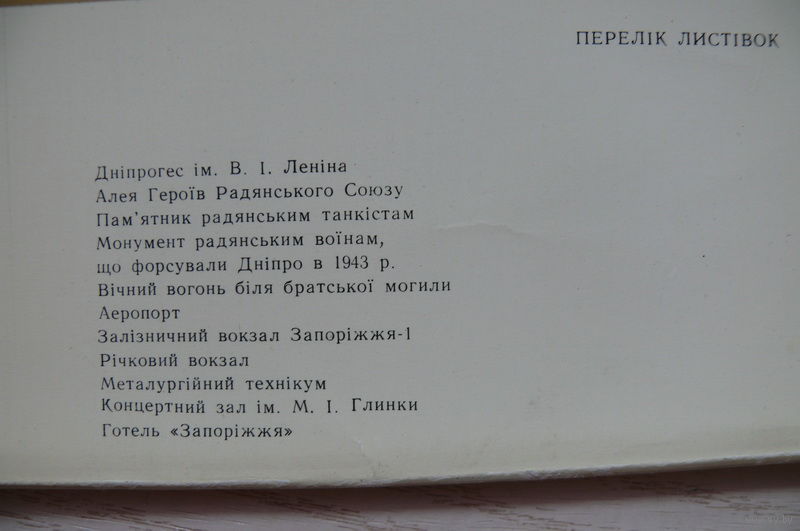 ПЕРЕЛІК ЛИСТІВОК
Дніпрогес ім. В. І. Леніна
Алея Героїв Радянського Союзу
Пам'ятник радянським танкістам
Монумент радянським воїнам,
що форсували Дніпро в 1943 р.
Вічний вогонь біля братської могили
Аеропорт
Залізничний вокзал Запоріжжя-1
Річковий вокзал
Металургійний технікум
Концертний зал ім. М. І. Глинки
Готель «Запоріжжя»